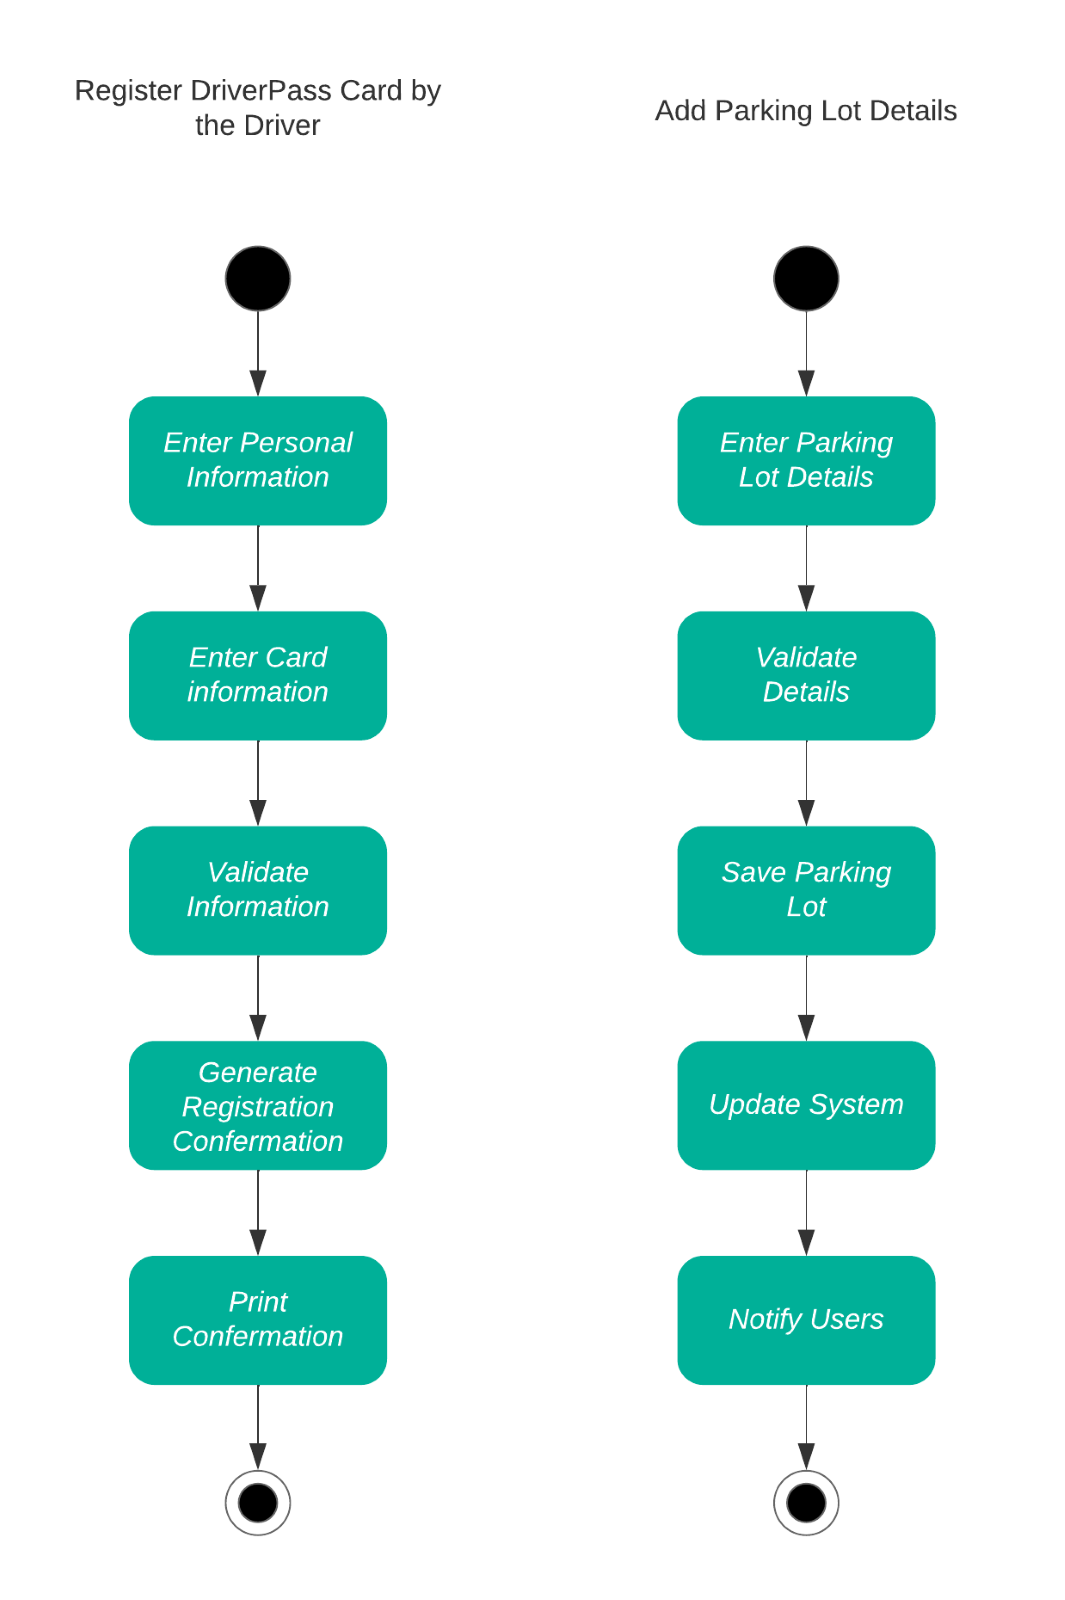 Register DriverPass Card by
the Driver
Enter Personal
Information
Enter Card
information
Validate
Information
Generate
Registration
Confermation
Print
Confermation
Add Parking Lot Details
Enter Parking
Lot Details
Validate
Details
Save Parking
Lot
Update System
Notify Users